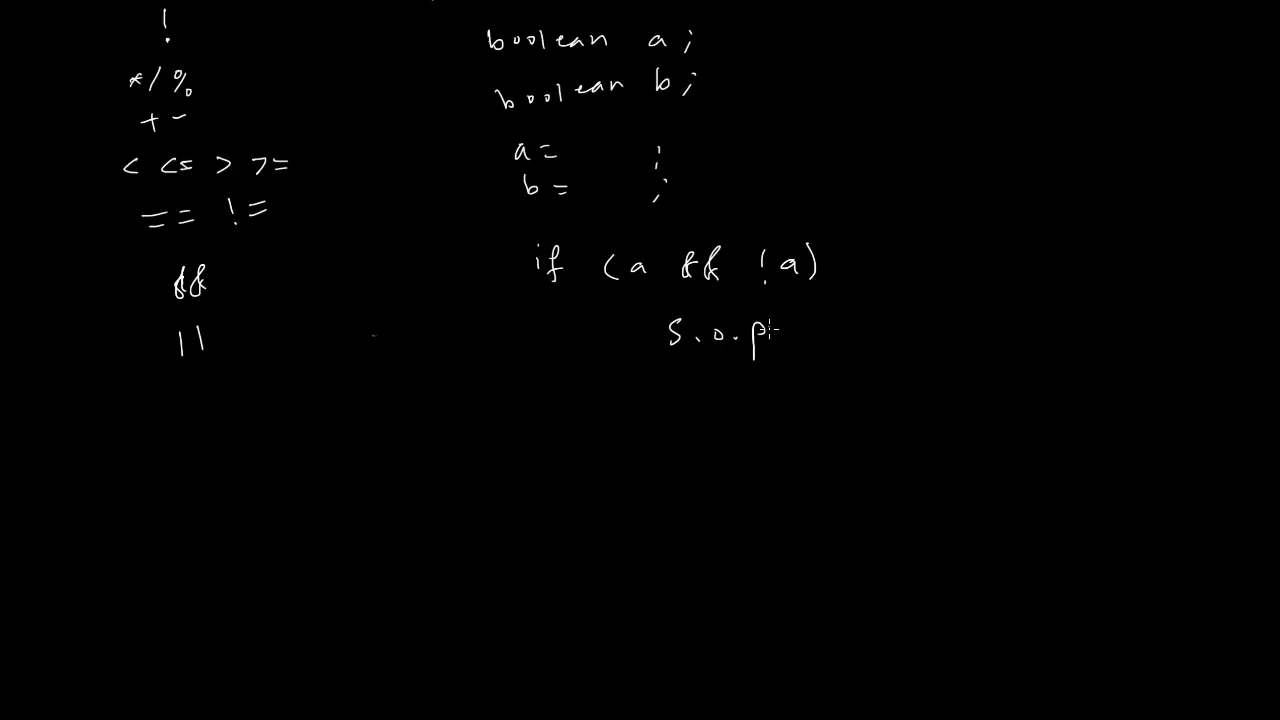 !
* / %
+ -
< <= > >=
== !=
&&
||
boolean a ;
boolean b ;
a = ;
b = ;
if ( a && ! a )
S . o . p